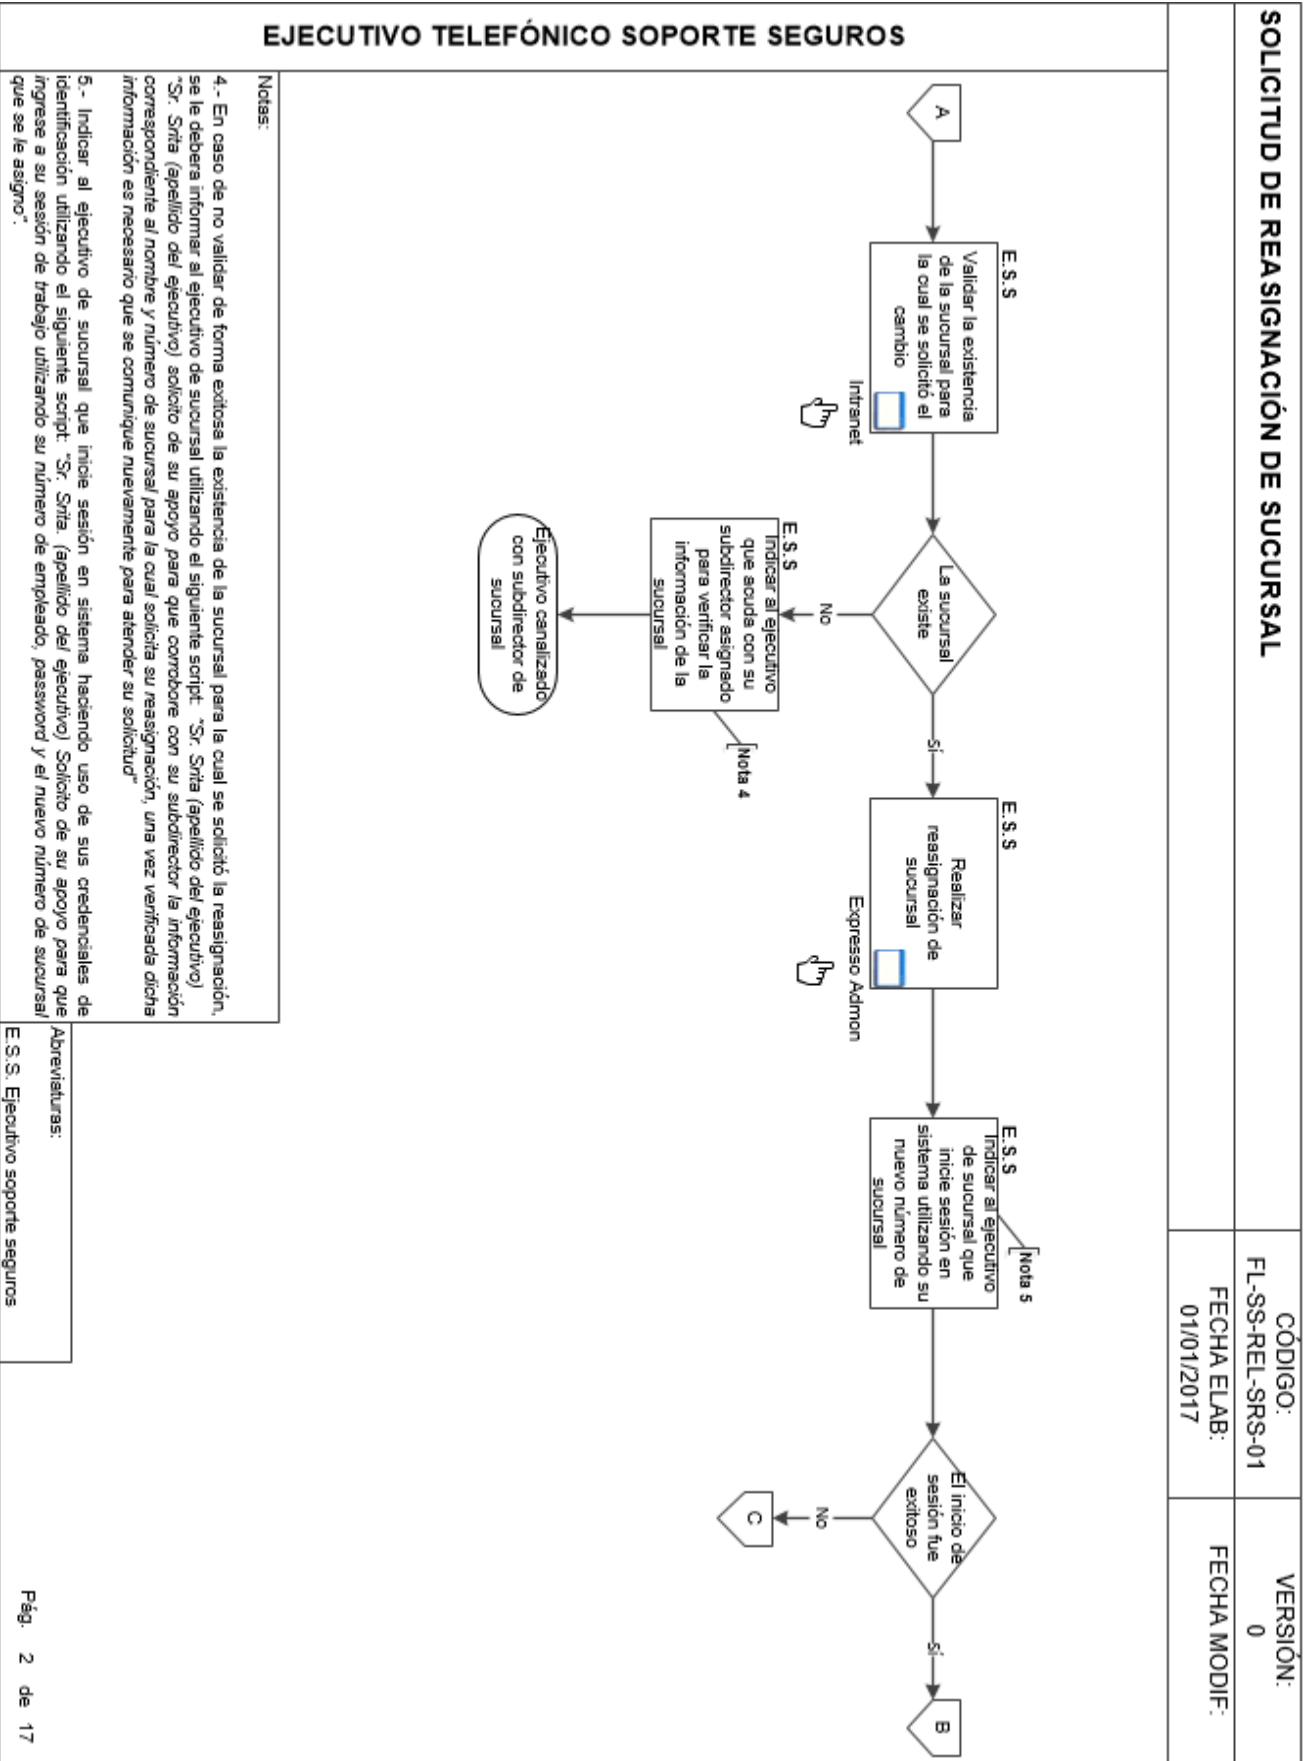 SOLICITUD DE REASIGNACIÓN DE SUCURSAL
CÓDIGO:
FL-SS-REL-SRS-01
VERSIÓN:
0
FECHA ELAB:
01/01/2017
FECHA MODIF:
EJECUTIVO TELEFÓNICO SOPORTE SEGUROS
A
E.S.S
Validar la existencia
de la sucursal para
la cual se solicitó el
cambio
Intranet
La sucursal
existe
No
E.S.S
Indicar al ejecutivo
que acuda con su
subdirector asignado
para verificar la
información de la
sucursal
Nota 4
Ejecutivo canalizado
con subdirector de
sucursal
sí
E.S.S
Realizar
reasignación de
sucursal
Expresso Admon
E.S.S
Indicar al ejecutivo
de sucursal que
inicie sesión en
sistema utilizando su
nuevo número de
sucursal
Nota 5
El inicio de
sesión fue
exitoso
No
C
sí
B
Notas:
4.- En caso de no validar de forma exitosa la existencia de la sucursal para la cual se solicitó la reasignación,
se le debera informar al ejecutivo de sucursal utilizando el siguiente script: "Sr. Srita (apellido del ejecutivo)
"Sr. Srita (apellido del ejecutivo) solicito de su apoyo para que corrobore con su subdirector la información
correspondiente al nombre y número de sucursal para la cual solicita su reasignación, una vez verificada dicha
información es necesario que se comunique nuevamente para atender su solicitud"
5.- Indicar al ejecutivo de sucursal que inicie sesión en sistema haciendo uso de sus credenciales de
identificación utilizando el siguiente script: "Sr. Srita. (apellido del ejecutivo) Solicito de su apoyo para que
ingrese a su sesión de trabajo utilizando su número de empleado, password y el nuevo número de sucursal
que se le asigno".
Abreviaturas:
E.S.S. Ejecutivo soporte seguros
Pág. 2 de 17